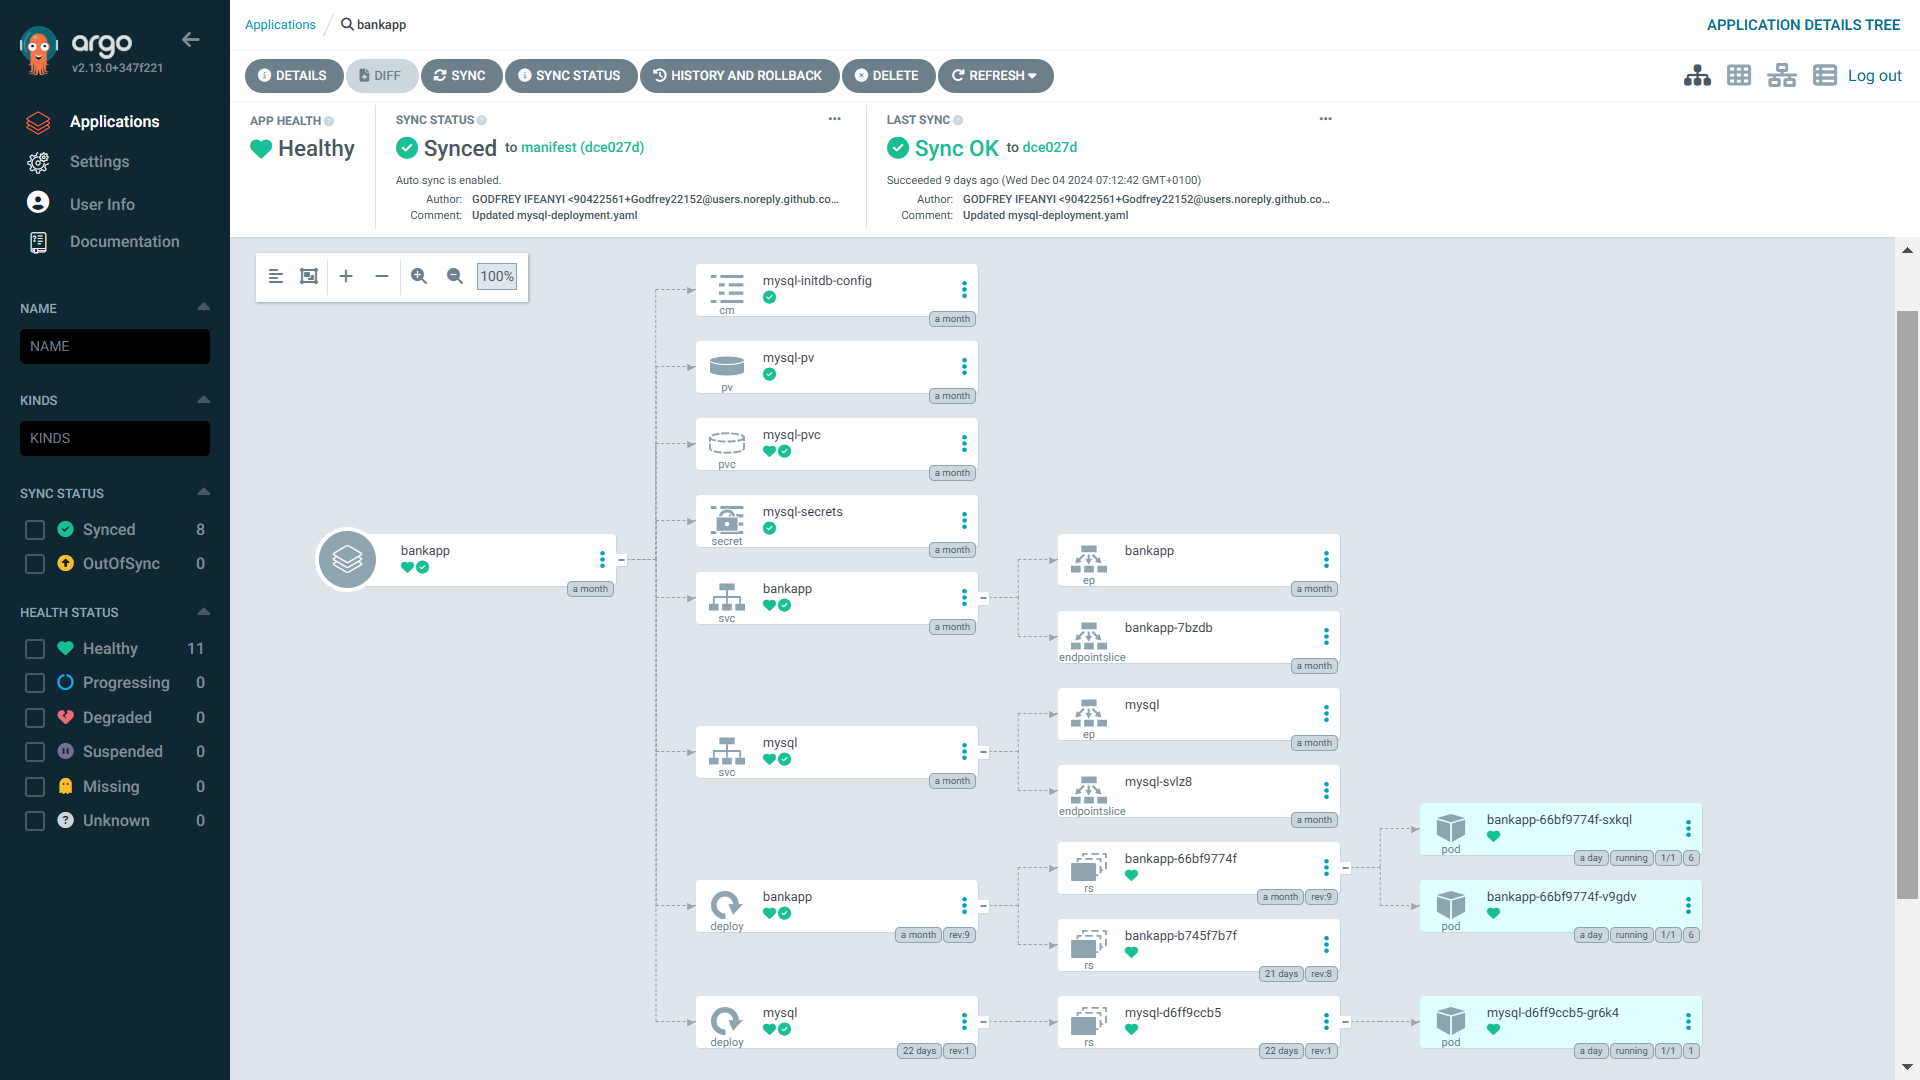 argo
v2.13.0+347f221
Applications
Settings
User Info
Documentation
NAME
NAME
KINDS
KINDS
SYNC STATUS
Synced 8
OutOfSync 0
HEALTH STATUS
Healthy 11
Progressing 0
Degraded 0
Suspended 0
Missing 0
Unknown 0
Applications / bankapp
APPLICATION DETAILS TREE
DETAILS DIFF SYNC SYNC STATUS HISTORY AND ROLLBACK DELETE REFRESH
Log out
APP HEALTH
Healthy
SYNC STATUS
Synced to manifest (dce027d)
Auto sync is enabled.
Author: GODFREY IFEANYI <90422561+Godfrey22152@users.noreply.github.co...
Comment: Updated mysql-deployment.yaml
LAST SYNC
Sync OK to dce027d
Succeeded 9 days ago (Wed Dec 04 2024 07:12:42 GMT+0100)
Author: GODFREY IFEANYI <90422561+Godfrey22152@users.noreply.github.co...
Comment: Updated mysql-deployment.yaml
100%
bankapp
a month
mysql-initdb-config
cm
a month
mysql-pv
pv
a month
mysql-pvc
pvc
a month
mysql-secrets
secret
a month
bankapp
svc
a month
mysql
svc
a month
bankapp
deploy
a month rev:9
mysql
deploy
22 days rev:1
bankapp
ep
a month
bankapp-7bzdb
endpointslice
a month
mysql
ep
a month
mysql-svlz8
endpointslice
a month
bankapp-66bf9774f
rs
a month rev:9
bankapp-b745f7b7f
rs
21 days rev:8
mysql-d6ff9ccb5
rs
22 days rev:1
bankapp-66bf9774f-sxkql
pod
a day running 1/1 6
bankapp-66bf9774f-v9gdv
pod
a day running 1/1 6
mysql-d6ff9ccb5-gr6k4
pod
a day running 1/1 1